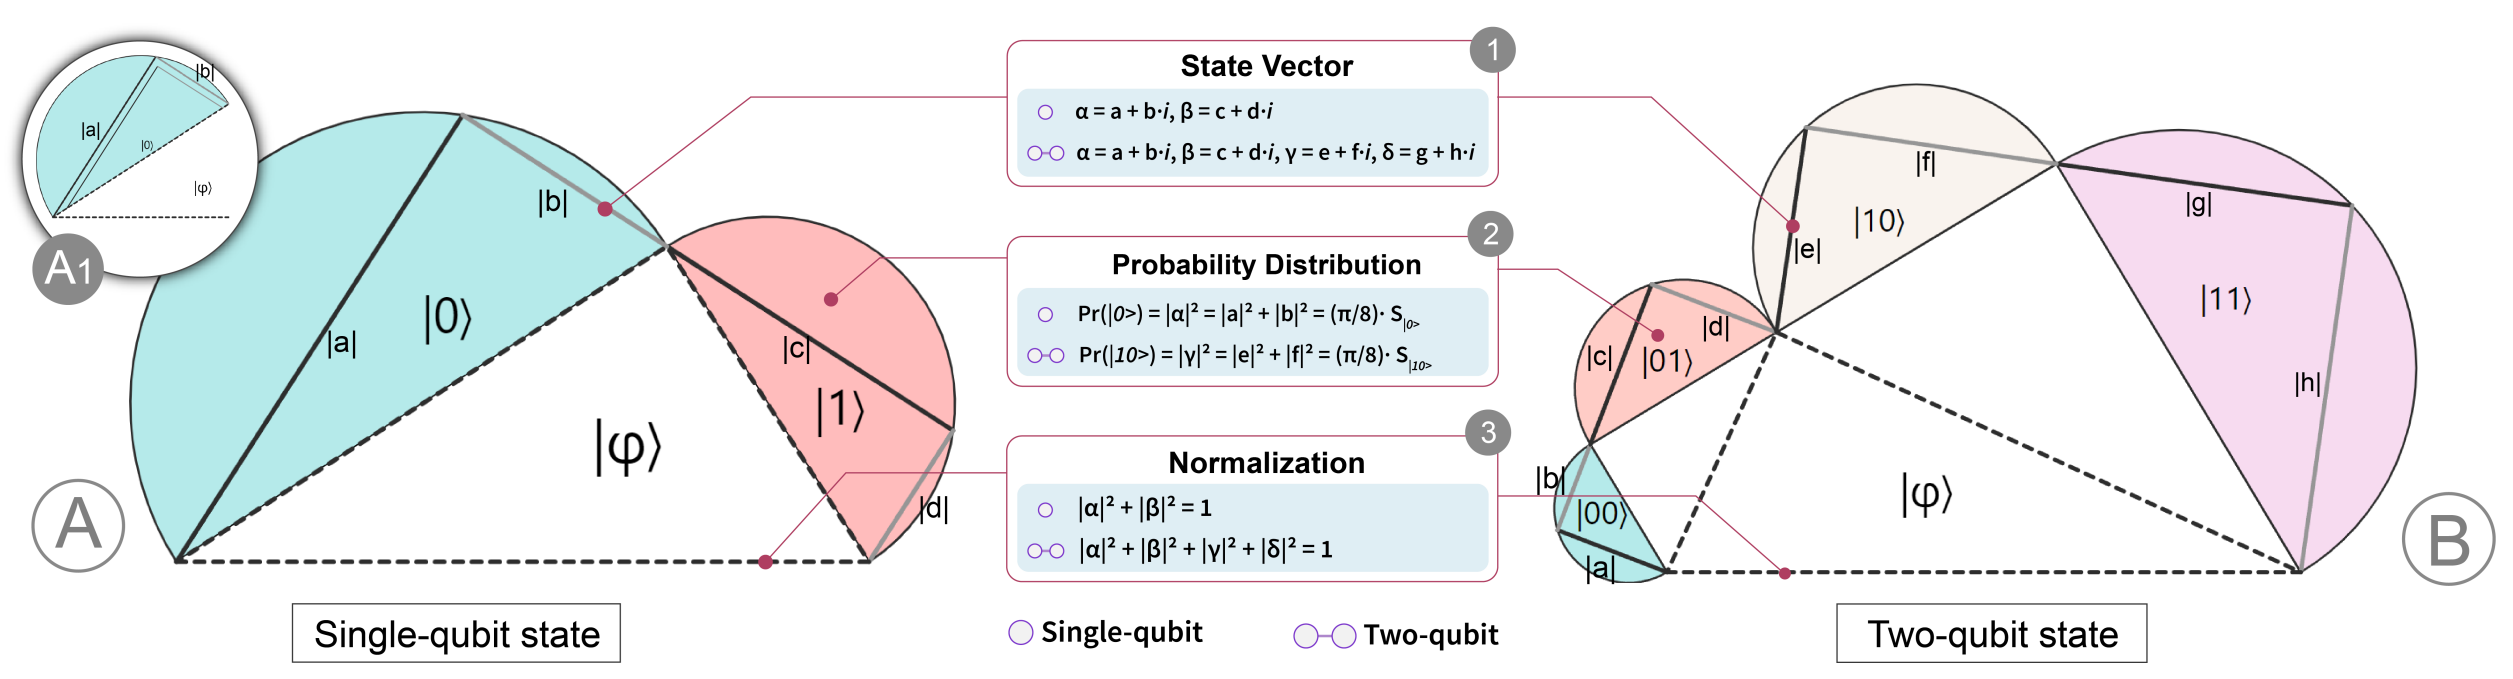 |b|
|a|
|0⟩
|φ⟩
A1
|b|
|a|
|0⟩
|c|
|1⟩
|φ⟩
|d|
A
Single-qubit state
1
State Vector
α = a + b·i, β = c + d·i
α = a + b·i, β = c + d·i, γ = e + f·i, δ = g + h·i
2
Probability Distribution
Pr(|0>) = |α|² = |a|² + |b|² = (π/8)· S|0>
Pr(|10>) = |γ|² = |e|² + |f|² = (π/8)· S|10>
3
Normalization
|α|² + |β|² = 1
|α|² + |β|² + |γ|² + |δ|² = 1
Single-qubit
Two-qubit
|f|
|10⟩
|e|
|g|
|11⟩
|h|
|d|
|c|
|01⟩
|b|
|00⟩
|a|
|φ⟩
B
Two-qubit state